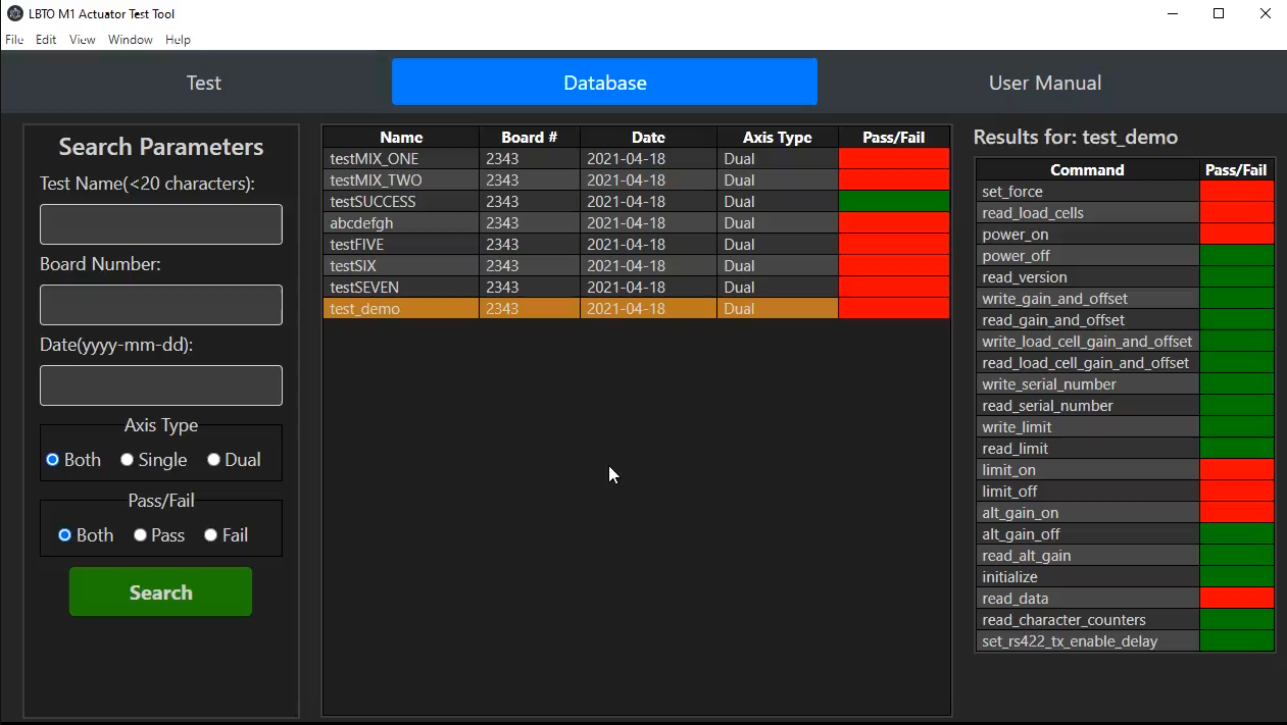 LBTO M1 Actuator Test Tool
File Edit View Window Help
Test Database User Manual
Search Parameters
Test Name(<20 characters):
Board Number:
Date(yyyy-mm-dd):
Axis Type
Both Single Dual
Pass/Fail
Both Pass Fail
Search
Name Board # Date Axis Type Pass/Fail
testMIX_ONE 2343 2021-04-18 Dual
testMIX_TWO 2343 2021-04-18 Dual
testSUCCESS 2343 2021-04-18 Dual
abcdefgh 2343 2021-04-18 Dual
testFIVE 2343 2021-04-18 Dual
testSIX 2343 2021-04-18 Dual
testSEVEN 2343 2021-04-18 Dual
test_demo 2343 2021-04-18 Dual
Results for: test_demo
Command Pass/Fail
set_force
read_load_cells
power_on
power_off
read_version
write_gain_and_offset
read_gain_and_offset
write_load_cell_gain_and_offset
read_load_cell_gain_and_offset
write_serial_number
read_serial_number
write_limit
read_limit
limit_on
limit_off
alt_gain_on
alt_gain_off
read_alt_gain
initialize
read_data
read_character_counters
set_rs422_tx_enable_delay